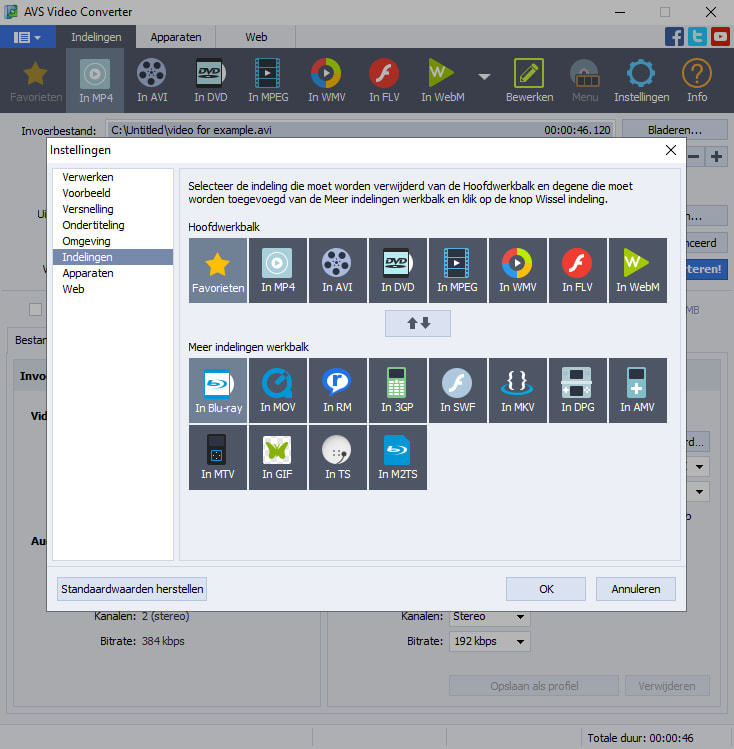 AVS Video Converter
Indelingen
Apparaten
Web
Favorieten
In MP4
In AVI
In DVD
In MPEG
In WMV
In FLV
In WebM
Bewerken
Menu
Instellingen
Info
Invoerbestand:
C:\Untitled\video for example.avi
00:00:46.120
Bladeren...
Instellingen
Verwerken
Voorbeeld
Versnelling
Ondertiteling
Omgeving
Indelingen
Apparaten
Web
Selecteer de indeling die moet worden verwijderd van de Hoofdwerkbalk en degene die moet
worden toegevoegd van de Meer indelingen werkbalk en klik op de knop Wissel indeling.
Hoofdwerkbalk
Favorieten
In MP4
In AVI
In DVD
In MPEG
In WMV
In FLV
In WebM
Meer indelingen werkbalk
In Blu-ray
In MOV
In RM
In 3GP
In SWF
In MKV
In DPG
In AMV
In MTV
In GIF
In TS
In M2TS
Standaardwaarden herstellen
OK
Annuleren
MB
Kanalen: 2 (stereo)
Kanalen: Stereo
Bitrate: 384 kbps
Bitrate: 192 kbps
Opslaan als profiel
Verwijderen
Totale duur: 00:00:46